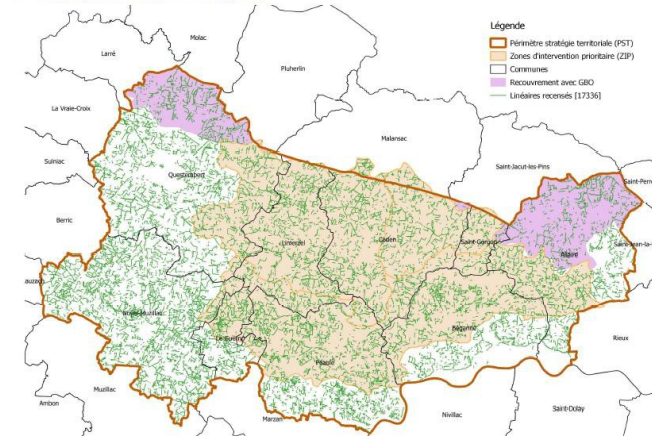 Légende
Périmètre stratégie territoriale (PST)
Zones d'intervention prioritaire (ZIP)
Communes
Recouvrement avec GBO
Linéaires recensés [17336]
Molac
Larré
Pluherlin
La Vraie-Croix
Malansac
Sulniac
Saint-Jacut-les-Pins
Questembert
Saint-Perre
Berric
Limerzel
Caden
Saint-Gorgon
Allaire
Saint-Jean-la-
auzach
Noyal-Muzillac
Le Guerno
Béganne
Rieux
Péaule
Muzillac
Ambon
Marzan
Nivillac
Saint-Dolay